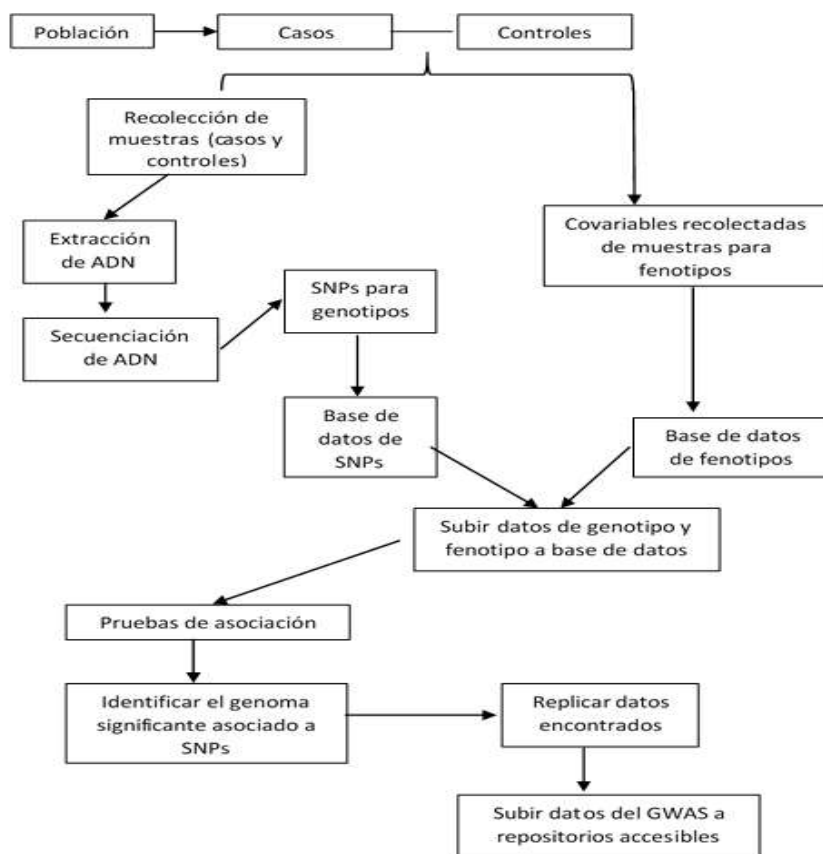 Población
Casos
Controles
Recolección de
muestras (casos y
controles)
Extracción
de ADN
Covariables recolectadas
de muestras para
fenotipos
SNPs para
genotipos
Secuenciación
de ADN
Base de
datos de
SNPs
Base de datos
de fenotipos
Subir datos de genotipo y
fenotipo a base de datos
Pruebas de asociación
Identificar el genoma
significante asociado a
SNPs
Replicar datos
encontrados
Subir datos del GWAS a
repositorios accesibles